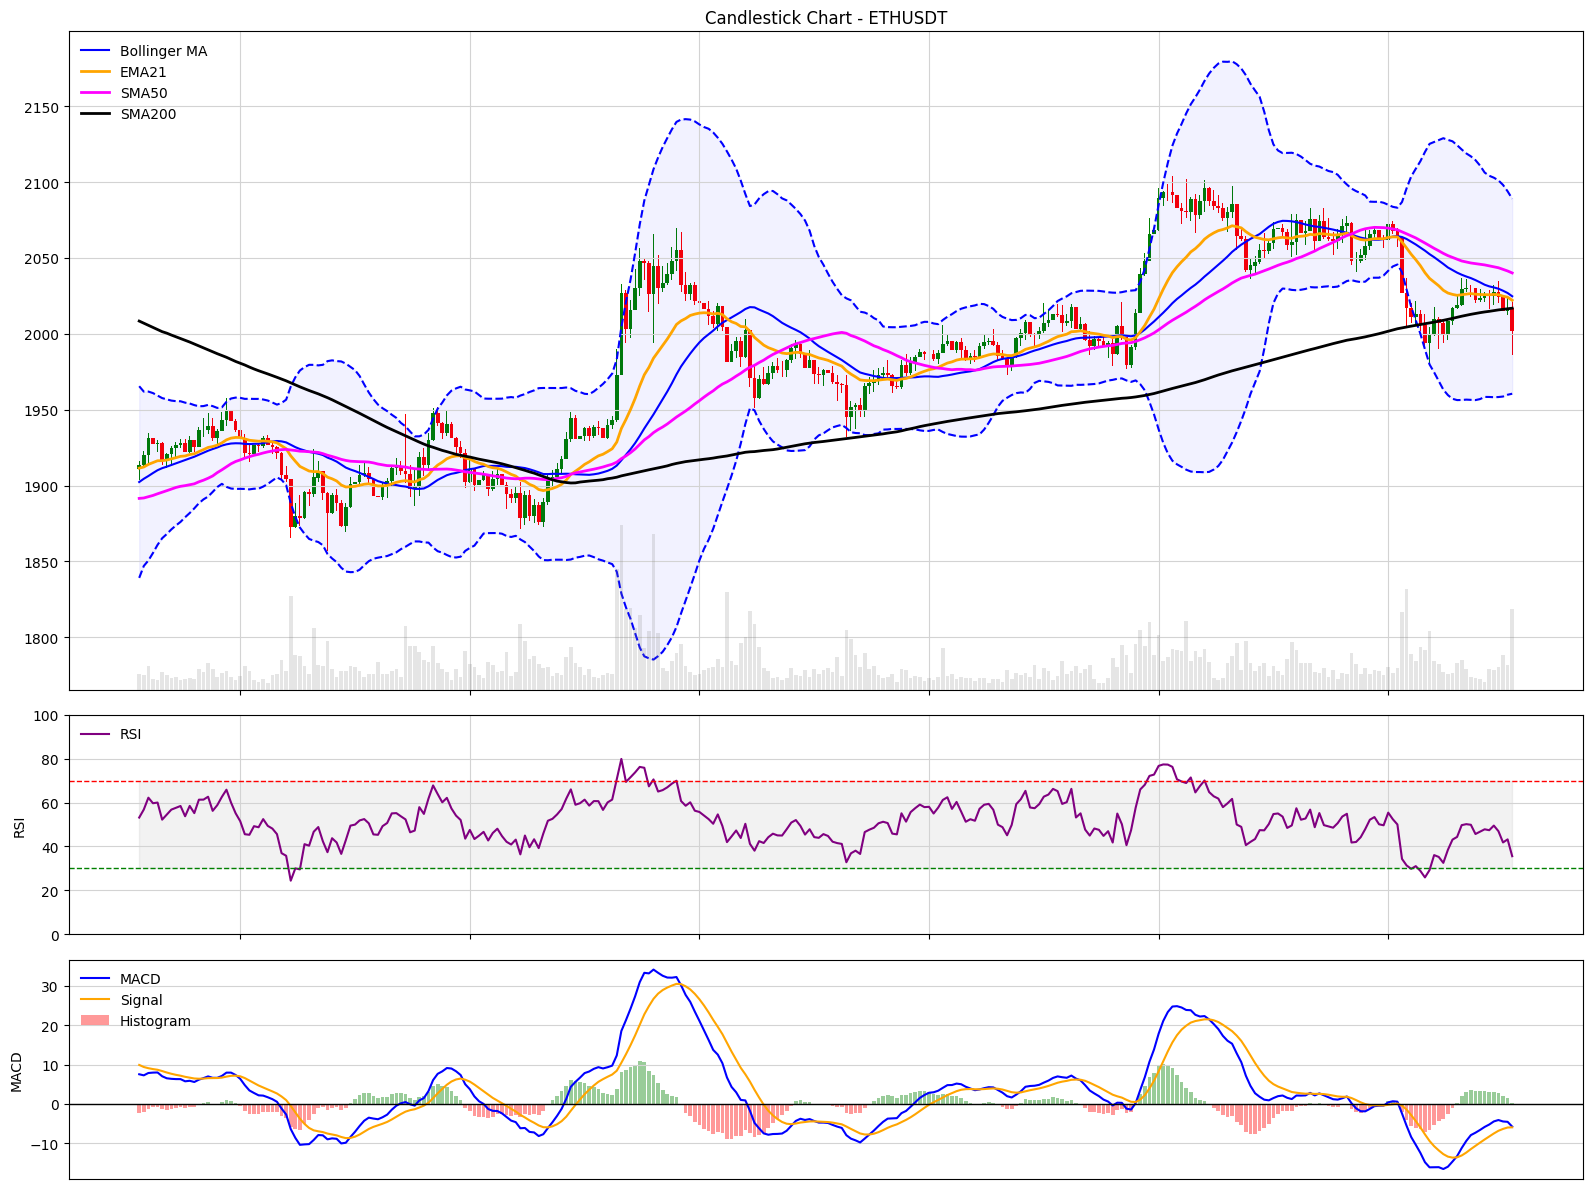 Candlestick Chart - ETHUSDT
Bollinger MA
EMA21
SMA50
SMA200
2150
2100
2050
2000
1950
1900
1850
1800
RSI
RSI
100
80
60
40
20
0
MACD
Signal
Histogram
MACD
30
20
10
0
−10